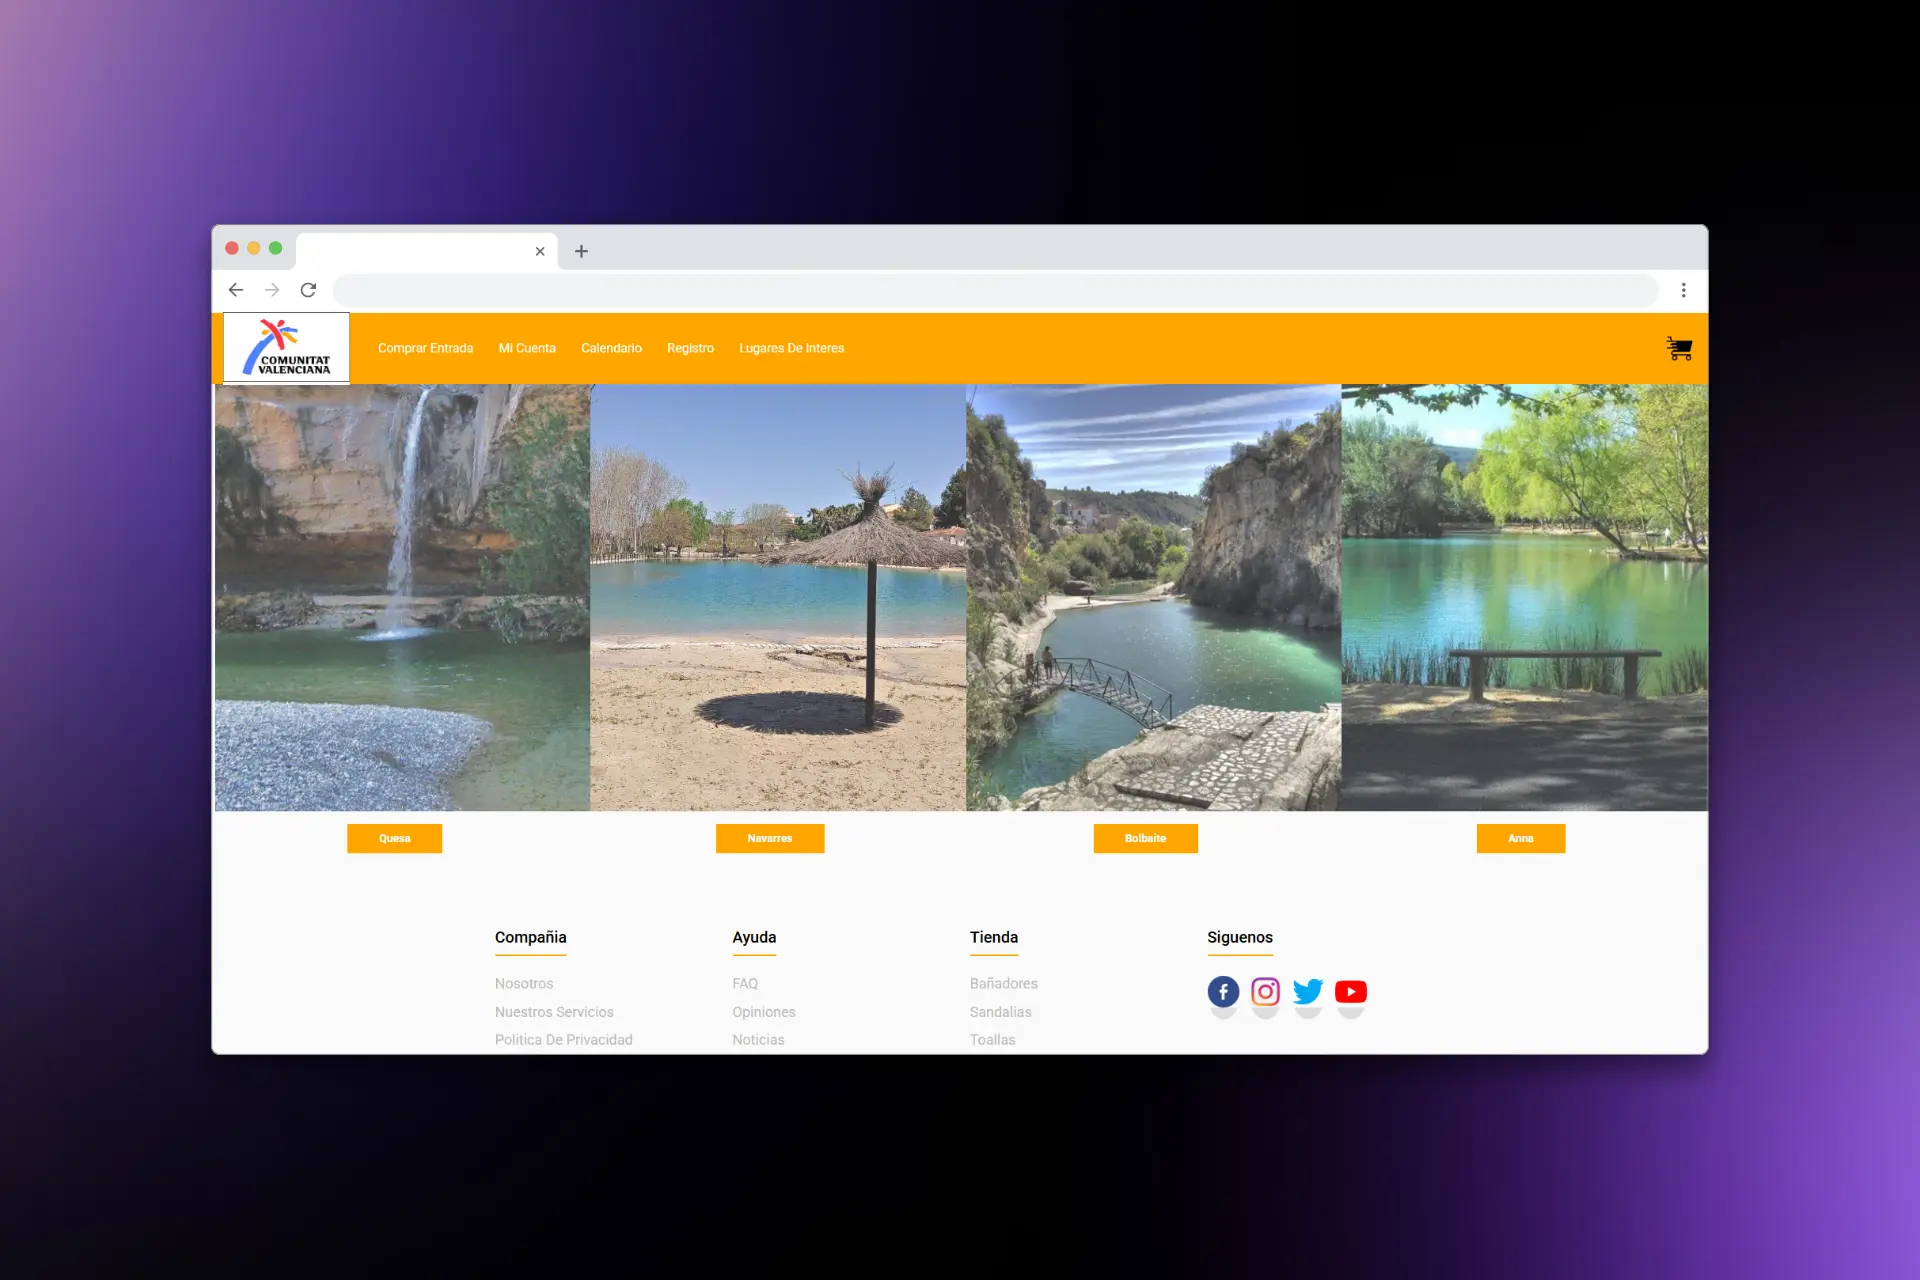 COMUNITAT
VALENCIANA
Comprar Entrada
Mi Cuenta
Calendario
Registro
Lugares De Interes
Quesa
Navarres
Bolbaite
Anna
Compañia
Nosotros
Nuestros Servicios
Politica De Privacidad
Ayuda
FAQ
Opiniones
Noticias
Tienda
Bañadores
Sandalias
Toallas
Siguenos